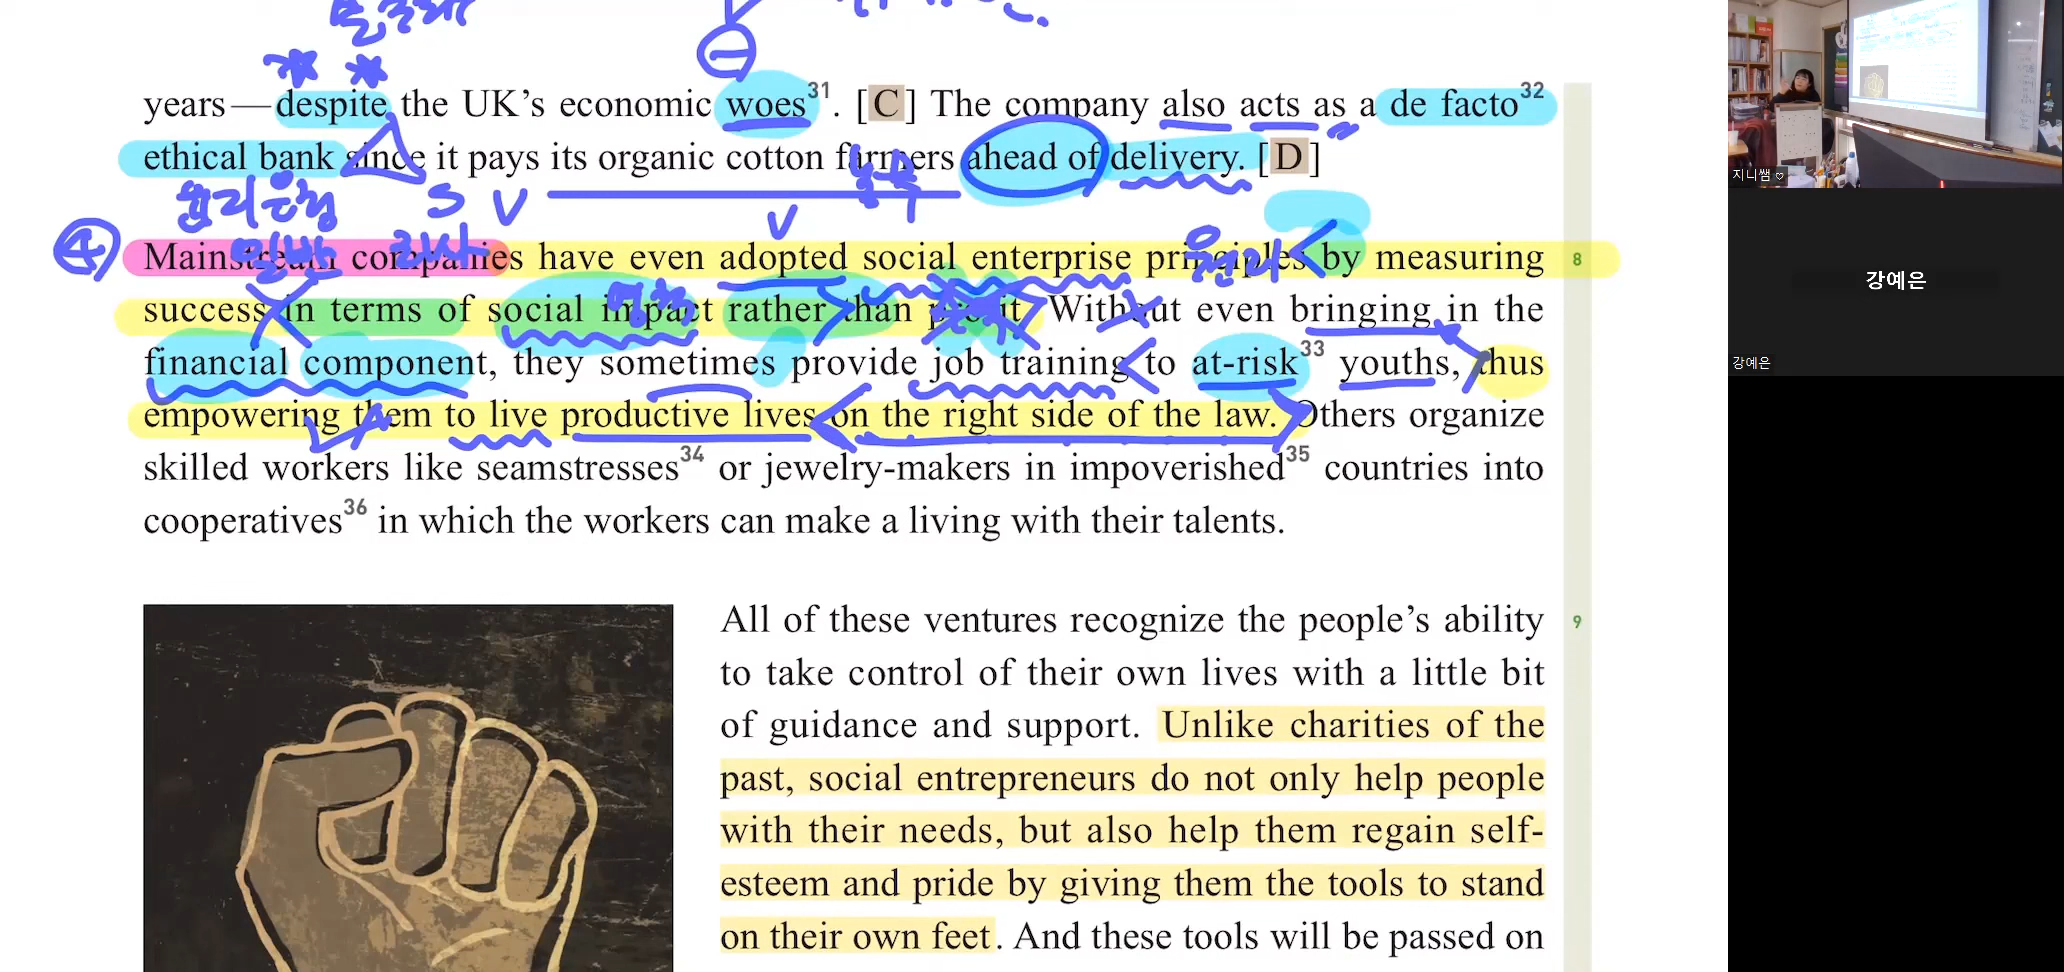 years—despite the UK's economic woes31. [C] The company also acts as a de facto32
ethical bank since it pays its organic cotton farmers ahead of delivery. [D]
윤리은행 S V
V
④
Mainstream companies have even adopted social enterprise principles by measuring 8
success in terms of social impact rather than profit. Without even bringing in the
financial component, they sometimes provide job training to at-risk33 youths, thus
empowering them to live productive lives on the right side of the law. Others organize
skilled workers like seamstresses34 or jewelry-makers in impoverished35 countries into
cooperatives36 in which the workers can make a living with their talents.
All of these ventures recognize the people's ability 9
to take control of their own lives with a little bit
of guidance and support. Unlike charities of the
past, social entrepreneurs do not only help people
with their needs, but also help them regain self-
esteem and pride by giving them the tools to stand
on their own feet. And these tools will be passed on
지니쌤 ♡
강예은
강예은